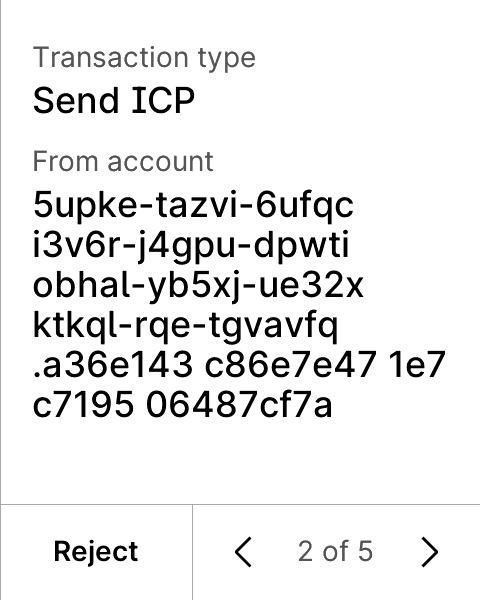 Transaction type
Send ICP
From account
5upke-tazvi-6ufqc
i3v6r-j4gpu-dpwti
obhal-yb5xj-ue32x
ktkql-rqe-tgvavfq
.a36e143 c86e7e47 1e7
c7195 06487cf7a
Reject
2 of 5